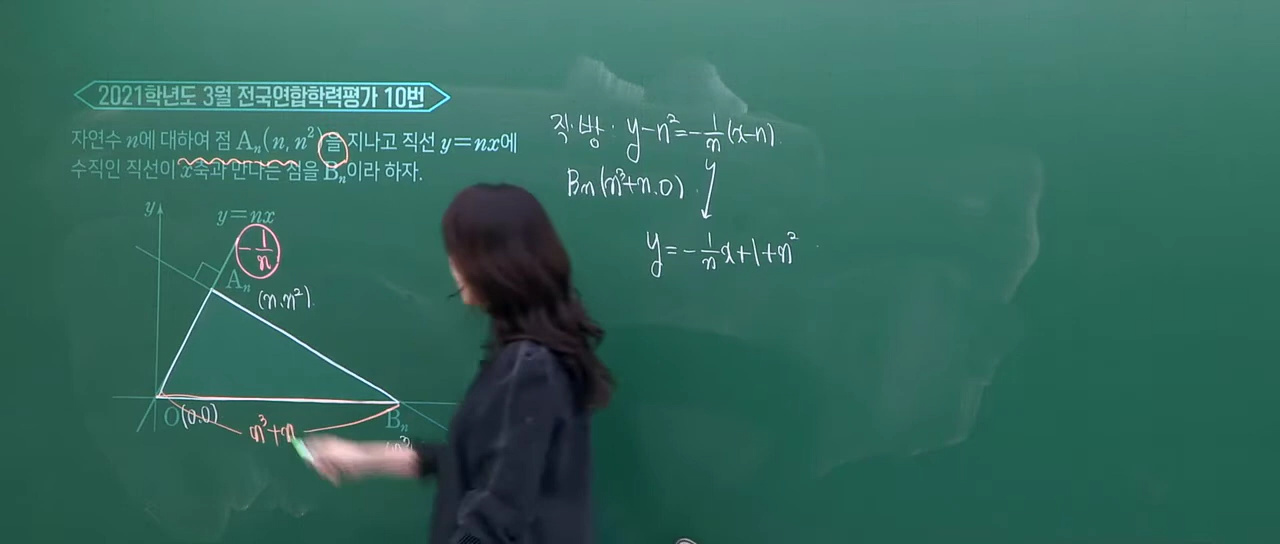 2021학년도 3월 전국연합학력평가 10번
자연수 n에 대하여 점 Aₙ(n, n²)을 지나고 직선 y=nx에
수직인 직선이 x축과 만나는 점을 Bₙ이라 하자.
y
y=nx
-1/n
Aₙ
(n, n²)
O(0,0)
n³+n
Bₙ
직·방 : y-n²=-1/n(x-n)
Bn(n³+n, 0)
y=-1/n x+1+n²